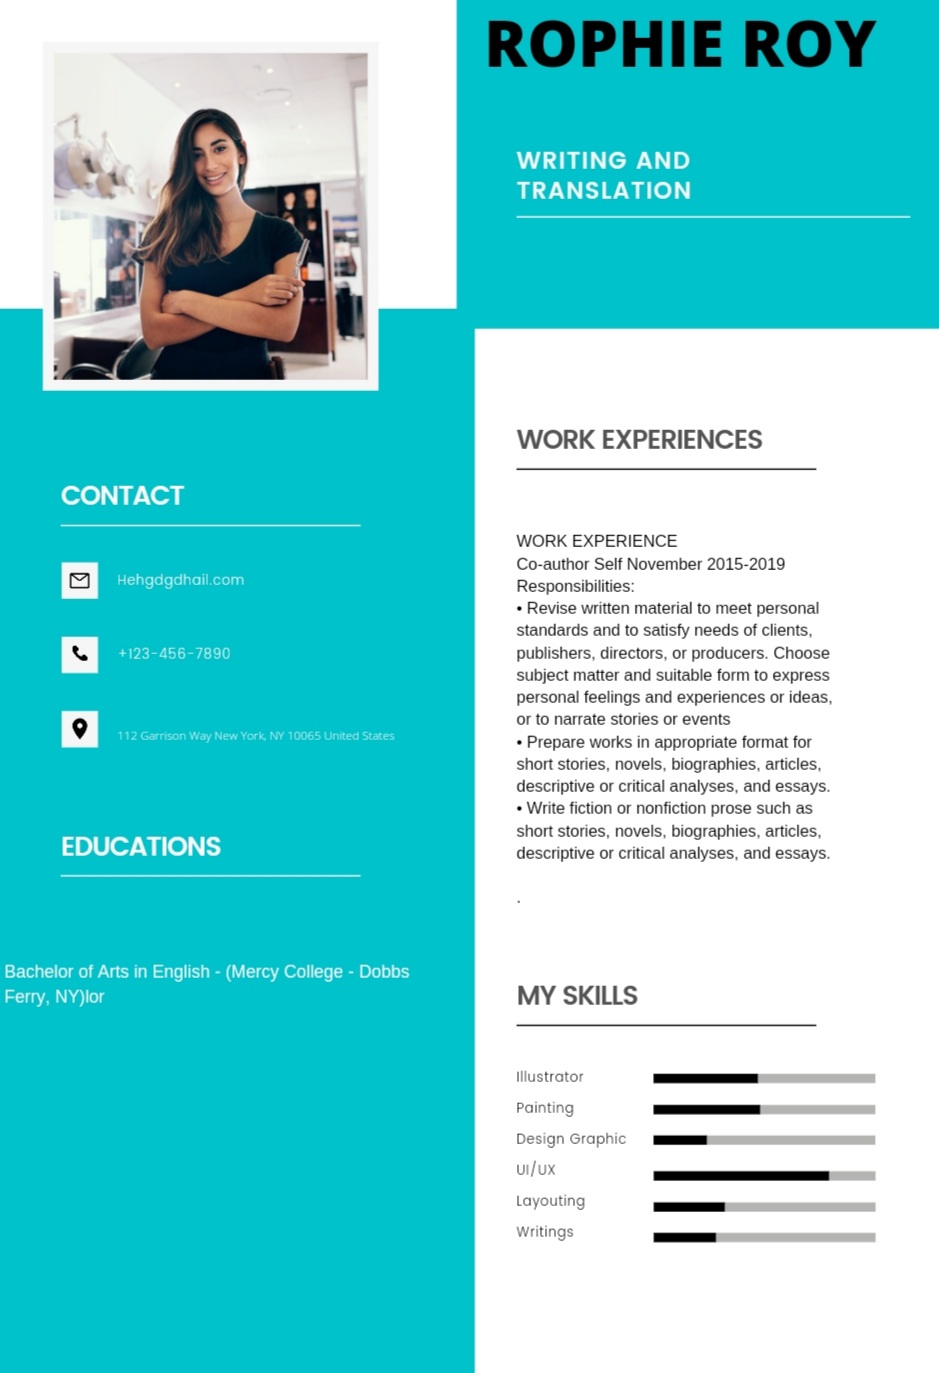 ROPHIE ROY
WRITING AND
TRANSLATION
CONTACT
Hehgdgdhail.com
+123-456-7890
112 Garrison Way New York, NY 10065 United States
EDUCATIONS
Bachelor of Arts in English - (Mercy College - Dobbs
Ferry, NY)lor
WORK EXPERIENCES
WORK EXPERIENCE
Co-author Self November 2015-2019
Responsibilities:
• Revise written material to meet personal
standards and to satisfy needs of clients,
publishers, directors, or producers. Choose
subject matter and suitable form to express
personal feelings and experiences or ideas,
or to narrate stories or events
• Prepare works in appropriate format for
short stories, novels, biographies, articles,
descriptive or critical analyses, and essays.
• Write fiction or nonfiction prose such as
short stories, novels, biographies, articles,
descriptive or critical analyses, and essays.
.
MY SKILLS
Illustrator
Painting
Design Graphic
UI/UX
Layouting
Writings